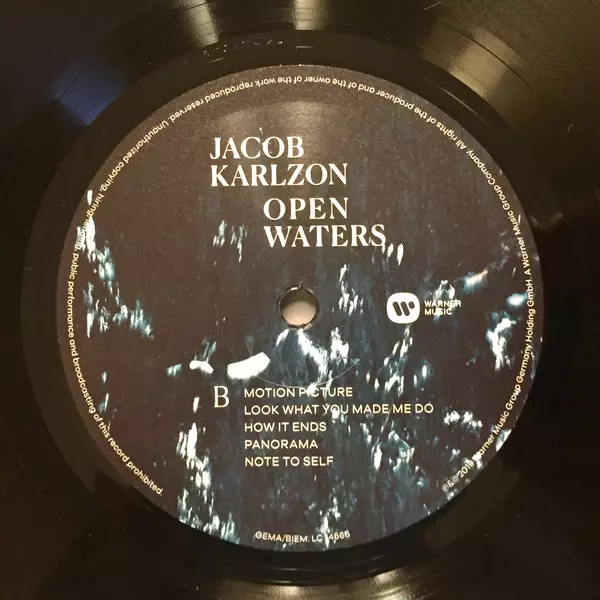 JACOB
KARLZON
OPEN
WATERS
WARNER
MUSIC
B
MOTION PICTURE
LOOK WHAT YOU MADE ME DO
HOW IT ENDS
PANORAMA
NOTE TO SELF
GEMA/BIEM. LC 14666
℗&© 2019 Warner Music Group Germany Holding GmbH. A Warner Music Group Company. All rights of the producer and of the owner of the work reproduced reserved. Unauthorized copying, hiring, public performance and broadcasting of this record prohibited.